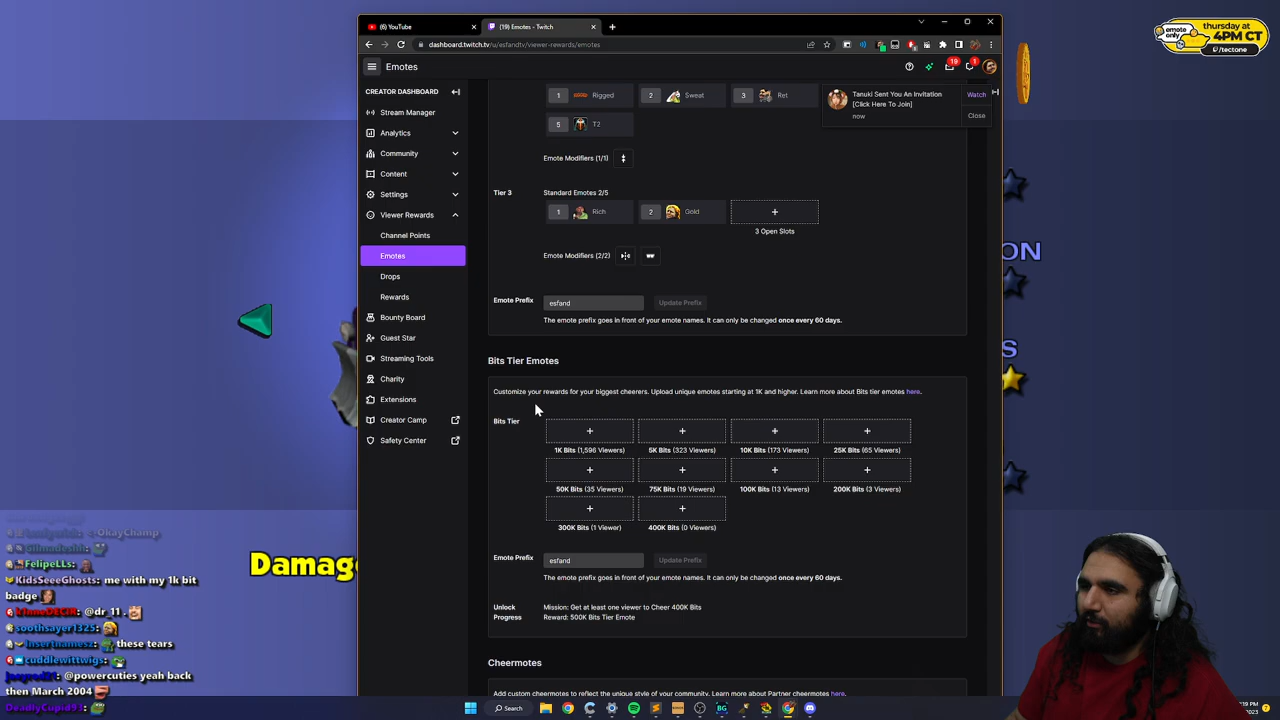 (6) YouTube
(19) Emotes - Twitch
emote only
thursday at
4PM CT
/tectone
dashboard.twitch.tv/u/esfandtv/viewer-rewards/emotes
Emotes
19
1
CREATOR DASHBOARD
Stream Manager
Analytics
Community
Content
Settings
Viewer Rewards
Channel Points
Emotes
Drops
Rewards
Bounty Board
Guest Star
Streaming Tools
Charity
Extensions
Creator Camp
Safety Center
1 Rigged 2 Sweat 3 Ret
Tanuki Sent You An Invitation
[Click Here To Join]
now
Watch
Close
5 T2
Emote Modifiers (1/1)
Tier 3 Standard Emotes 2/5
1 Rich 2 Gold +
3 Open Slots
Emote Modifiers (2/2)
Emote Prefix esfand Update Prefix
The emote prefix goes in front of your emote names. It can only be changed once every 60 days.
Bits Tier Emotes
Customize your rewards for your biggest cheerers. Upload unique emotes starting at 1K and higher. Learn more about Bits tier emotes here.
Bits Tier
+ + + +
1K Bits (1,596 Viewers) 5K Bits (323 Viewers) 10K Bits (173 Viewers) 25K Bits (65 Viewers)
+ + + +
50K Bits (35 Viewers) 75K Bits (19 Viewers) 100K Bits (13 Viewers) 200K Bits (3 Viewers)
+ +
300K Bits (1 Viewer) 400K Bits (0 Viewers)
Emote Prefix esfand Update Prefix
The emote prefix goes in front of your emote names. It can only be changed once every 60 days.
Unlock Mission: Get at least one viewer to Cheer 400K Bits
Progress Reward: 500K Bits Tier Emote
Cheermotes
Add custom cheermotes to reflect the unique style of your community. Learn more about Partner cheermotes here.
ON
S
Damage
OkayChamp
FelipeLLs:
KidsSeeeGhosts: me with my 1k bit
badge
@dr_11
soothsayer1325:
these tears
cuddlewittwigs:
@powercuties yeah back
then March 2004
DeadlyCupid93:
Search